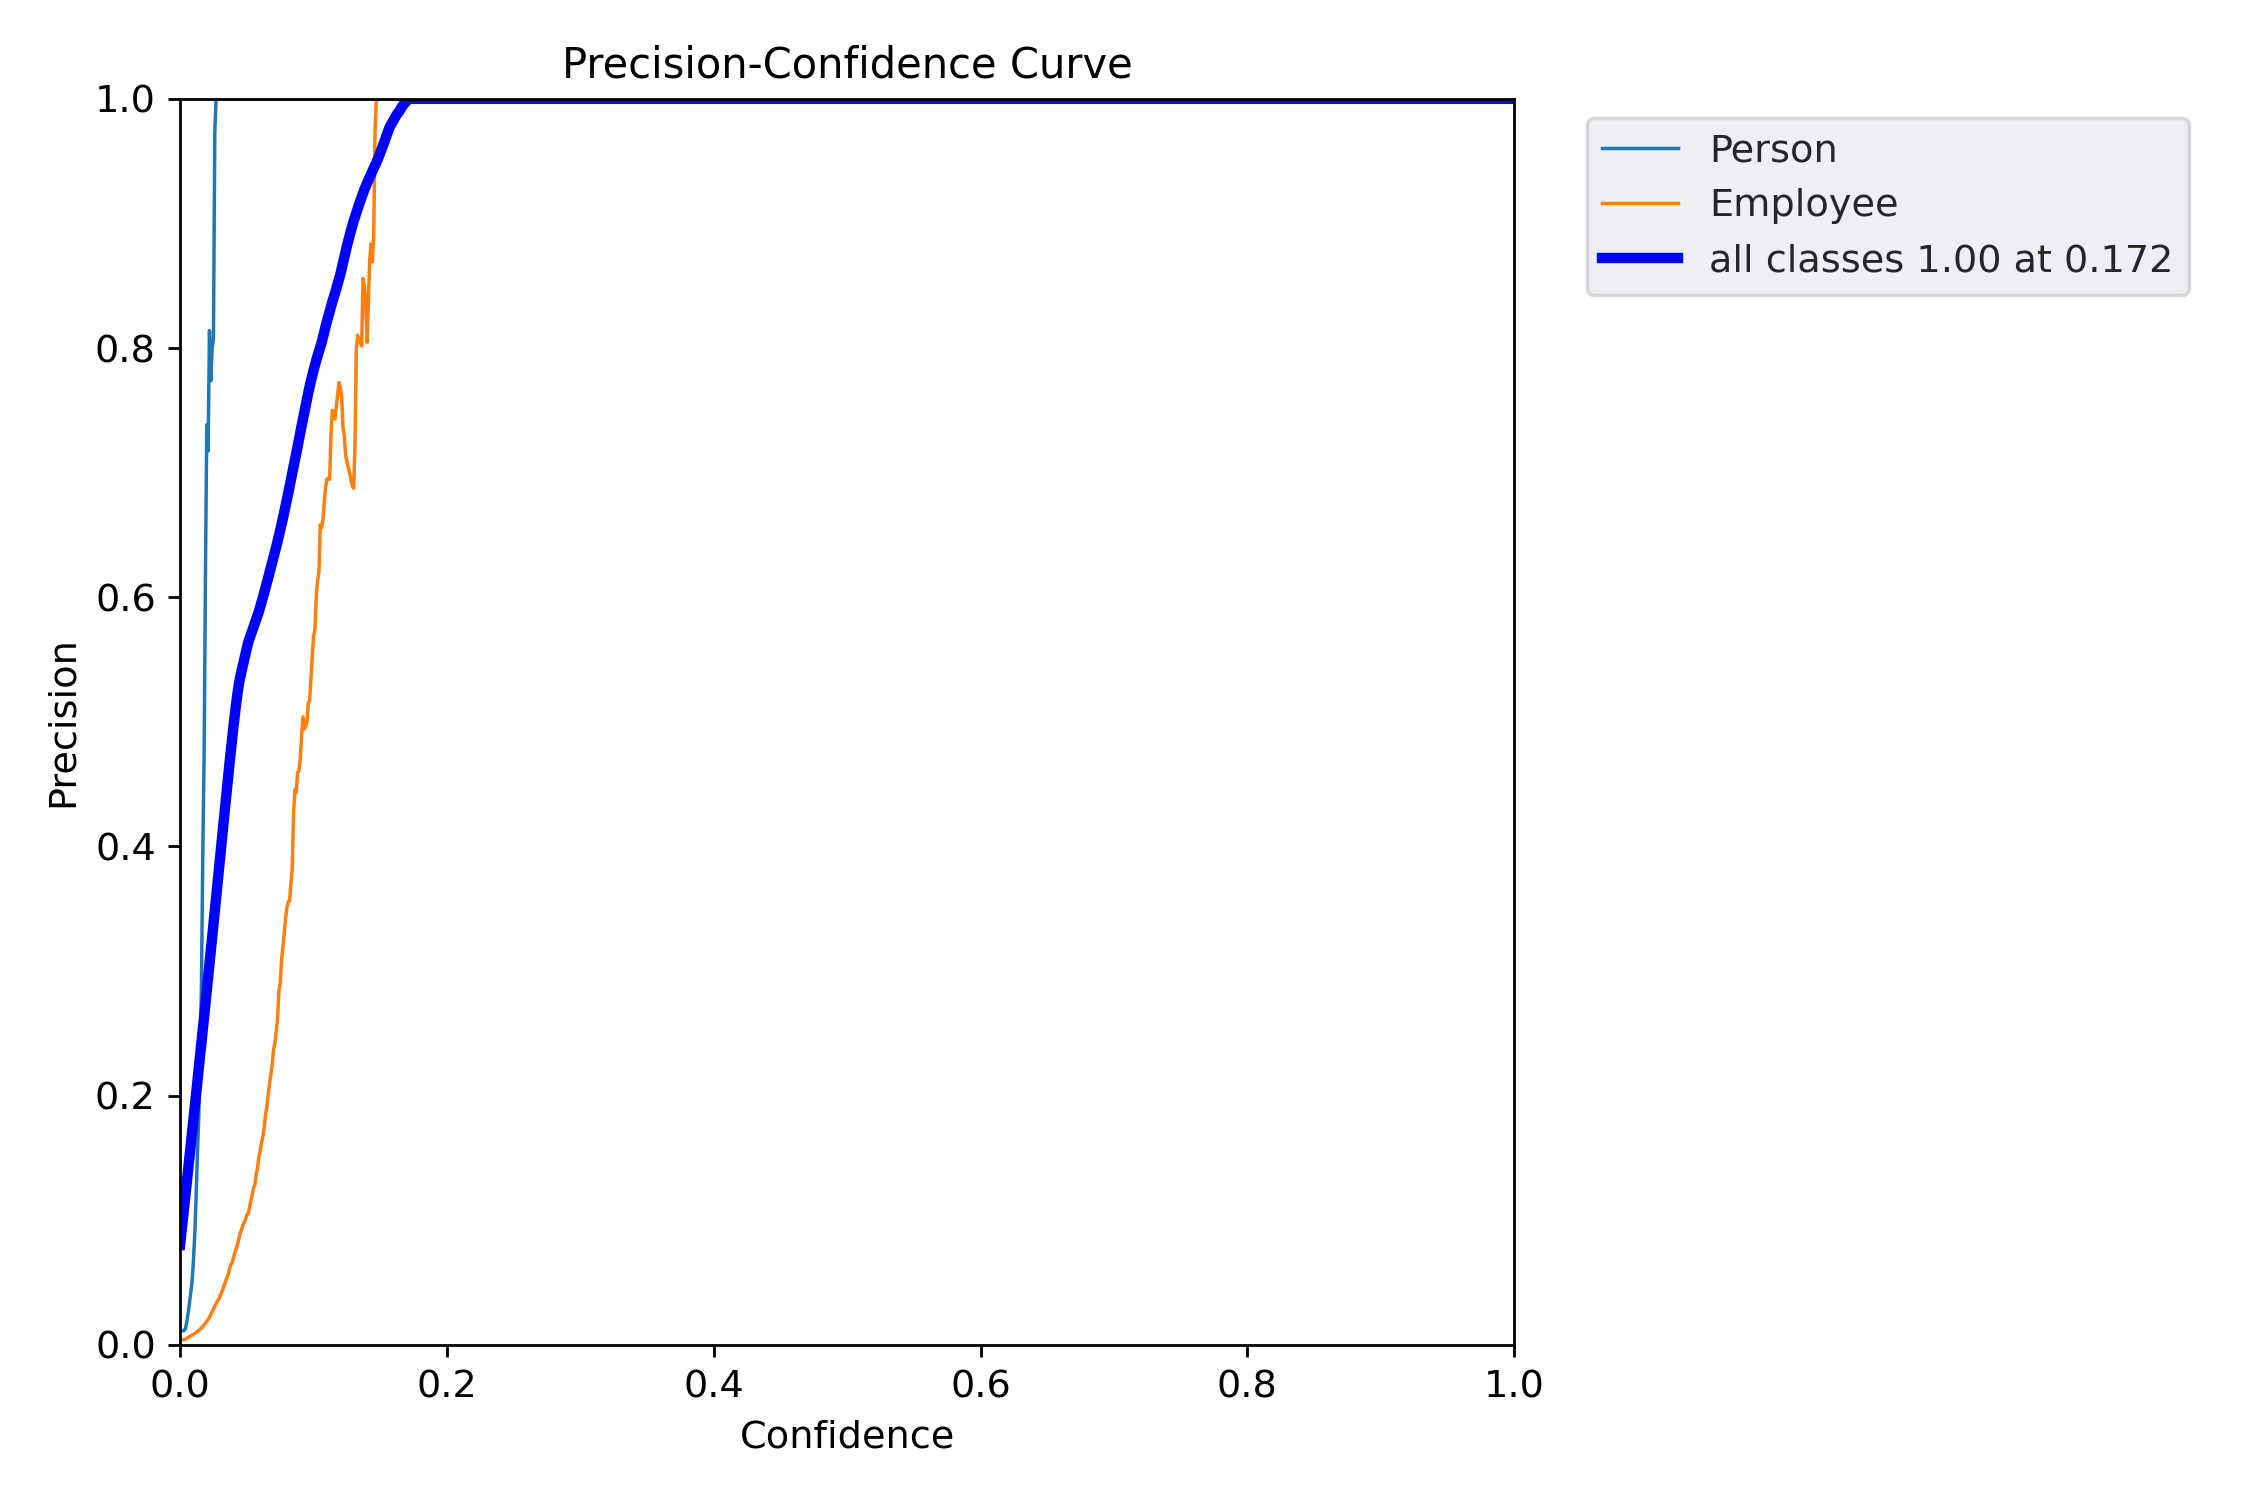 Precision-Confidence Curve
1.0
0.8
0.6
0.4
0.2
0.0
Precision
0.0 0.2 0.4 0.6 0.8 1.0
Confidence
Person
Employee
all classes 1.00 at 0.172